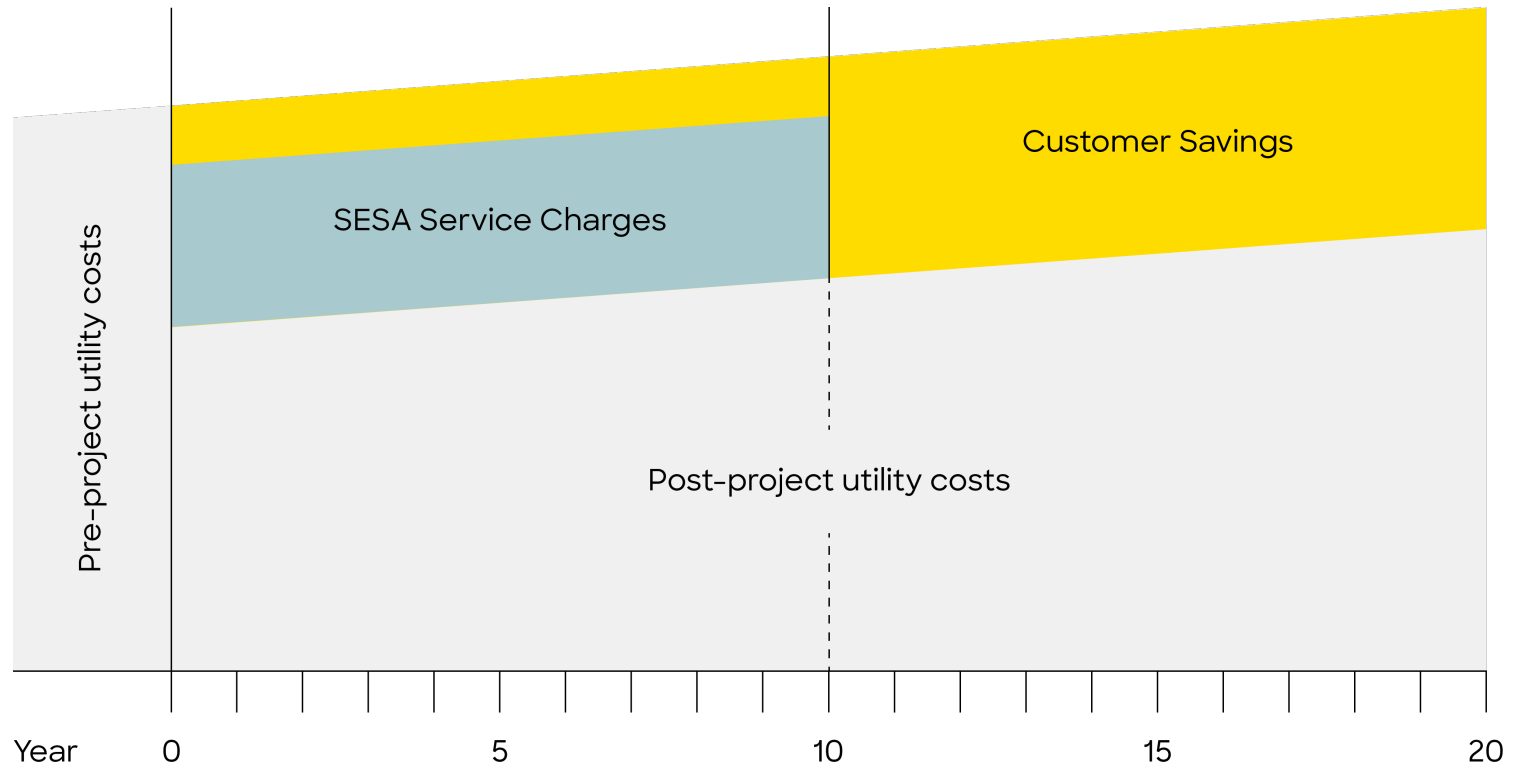 Customer Savings
SESA Service Charges
Pre-project utility costs
Post-project utility costs
Year 0 5 10 15 20